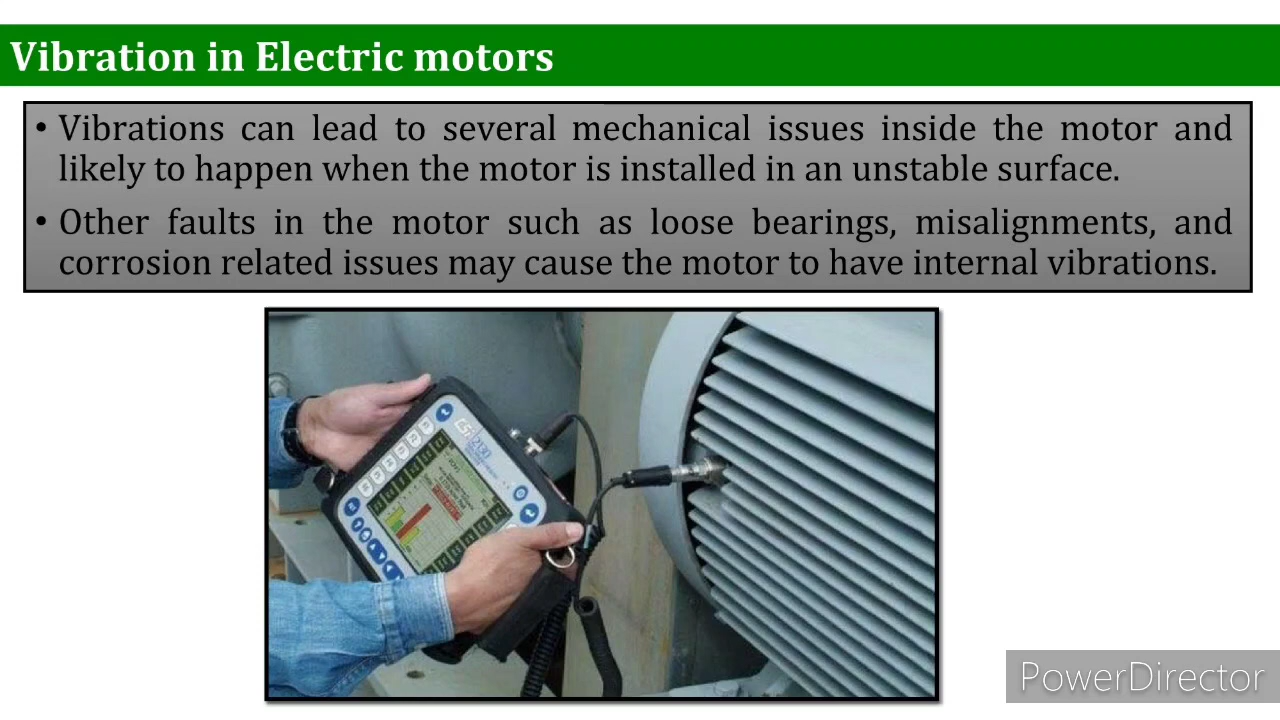 Vibration in Electric motors
• Vibrations can lead to several mechanical issues inside the motor and
likely to happen when the motor is installed in an unstable surface.
• Other faults in the motor such as loose bearings, misalignments, and
corrosion related issues may cause the motor to have internal vibrations.
CSI
2130
PowerDirector